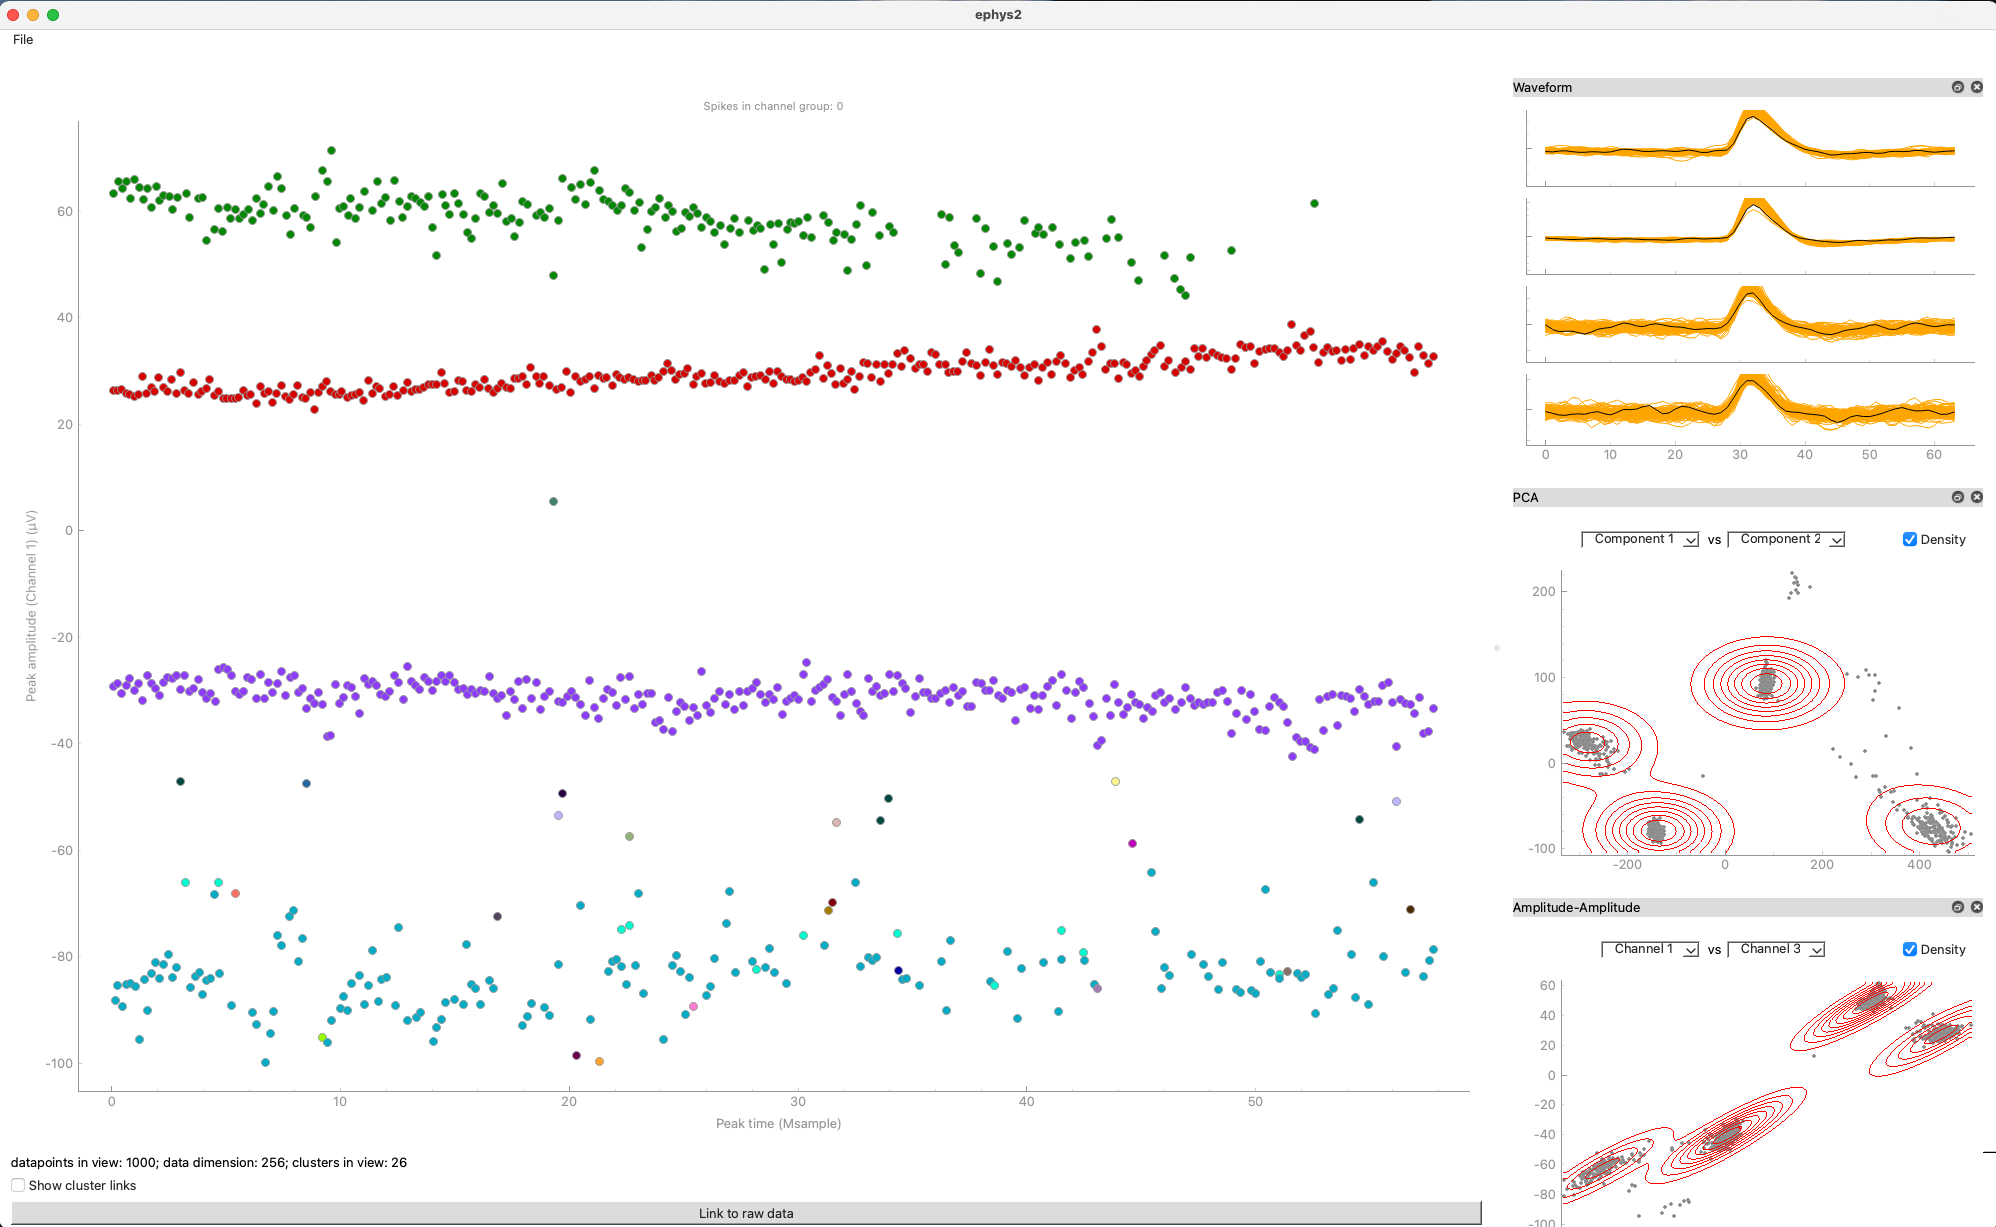 ephys2
File
Spikes in channel group: 0
60
40
20
0
-20
-40
-60
-80
-100
Peak amplitude (Channel 1) (µV)
0 10 20 30 40 50
Peak time (Msample)
datapoints in view: 1000; data dimension: 256; clusters in view: 26
Show cluster links
Link to raw data
Waveform
0 10 20 30 40 50 60
PCA
Component 1 vs Component 2 Density
200
100
0
-100
-200 0 200 400
Amplitude-Amplitude
Channel 1 vs Channel 3 Density
60
40
20
0
-20
-40
-60
-80
-100